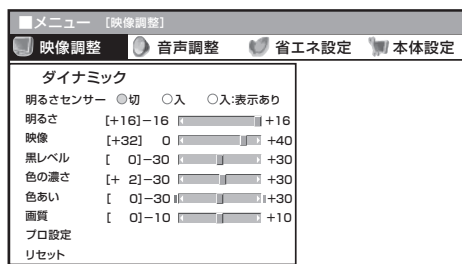 ■メニュー [映像調整]
映像調整 音声調整 省エネ設定 本体設定
ダイナミック
明るさセンサー ◎切 ○入 ○入:表示あり
明るさ [+16]−16 +16
映像 [+32] 0 +40
黒レベル [ 0]−30 +30
色の濃さ [+ 2]−30 +30
色あい [ 0]−30 +30
画質 [ 0]−10 +10
プロ設定
リセット